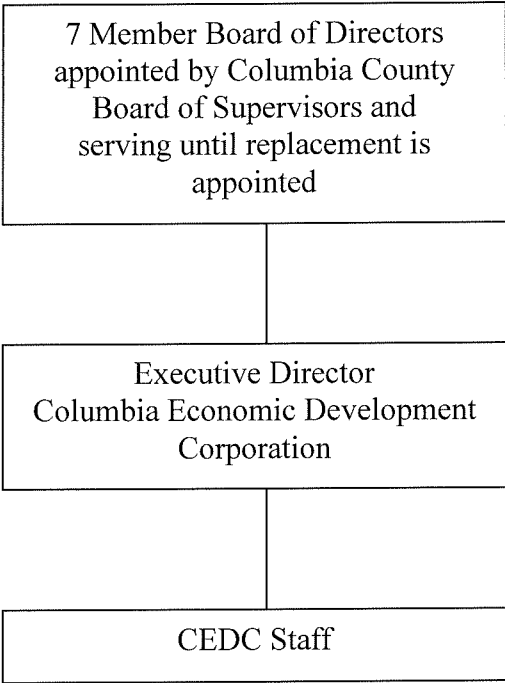 7 Member Board of Directors
appointed by Columbia County
Board of Supervisors and
serving until replacement is
appointed
Executive Director
Columbia Economic Development
Corporation
CEDC Staff